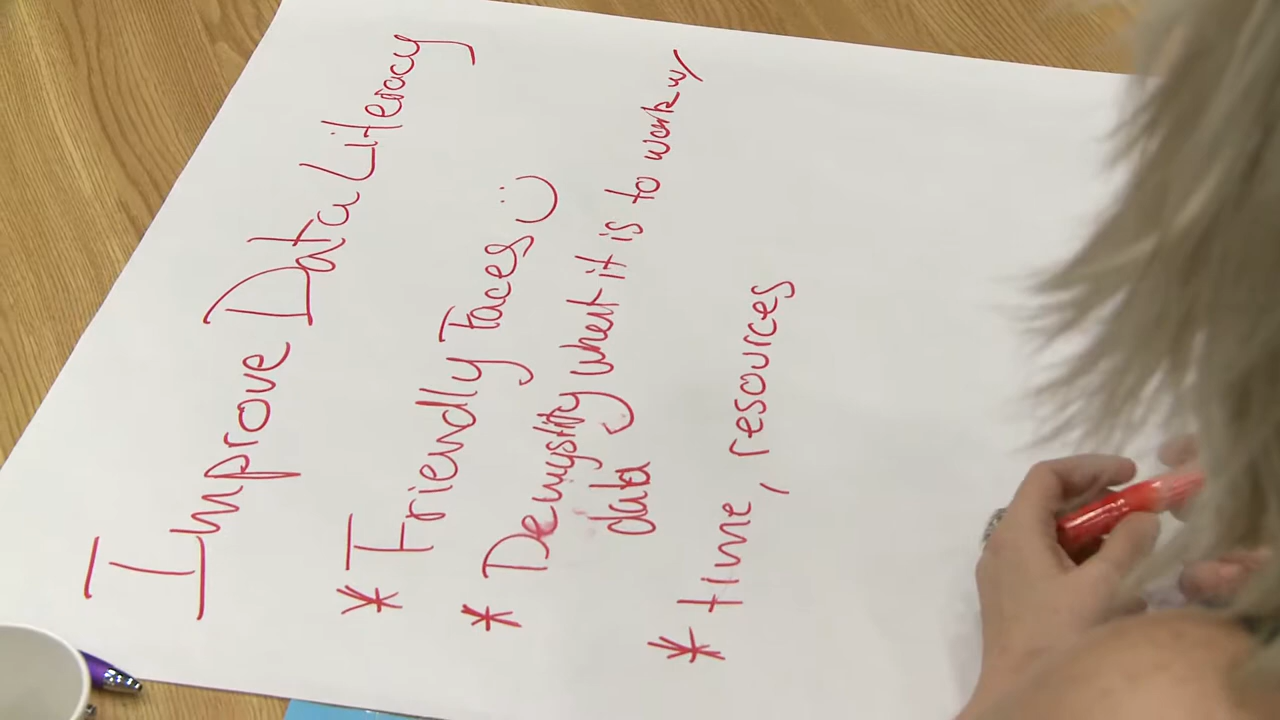 Improve Data Literacy
* Friendly Faces :)
* Demystify what it is to work w/
data
* time, resources